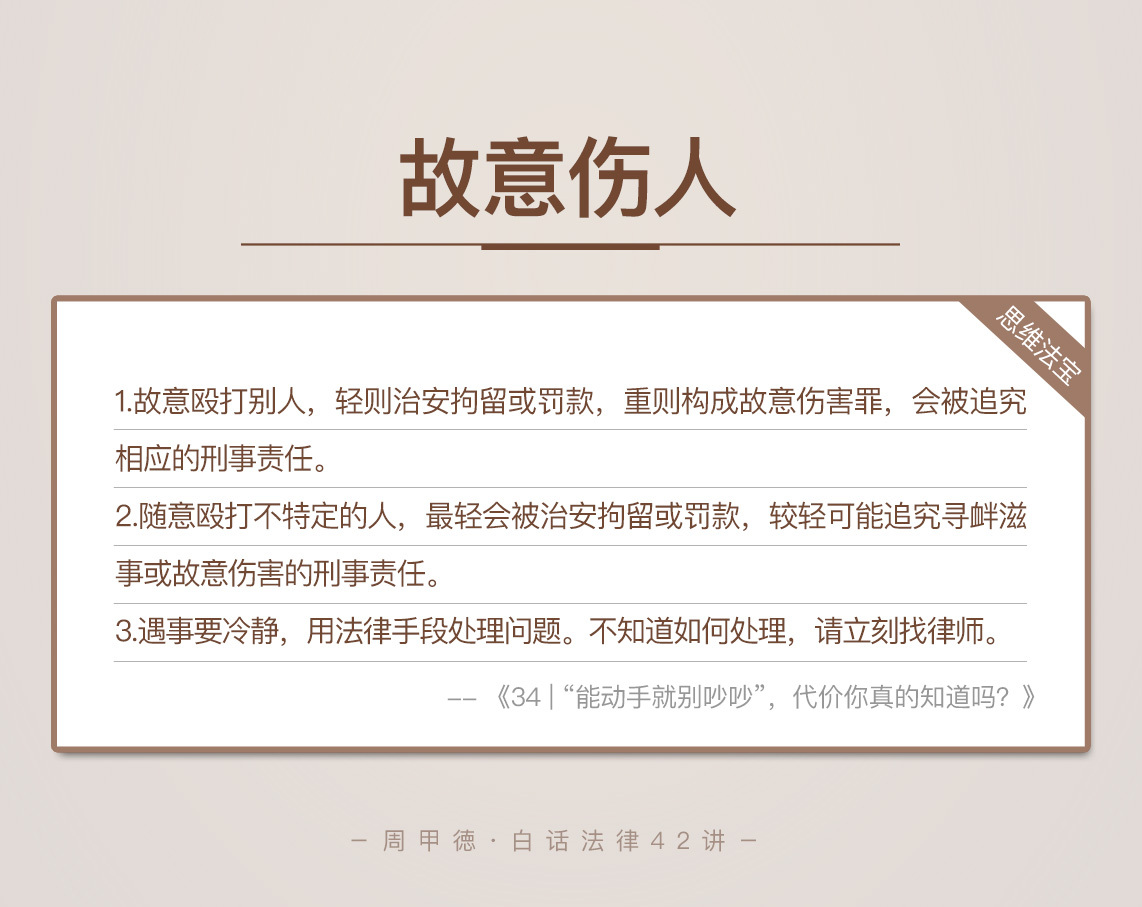 故意伤人
思维法宝
1.故意殴打别人，轻则治安拘留或罚款，重则构成故意伤害罪，会被追究
相应的刑事责任。
2.随意殴打不特定的人，最轻会被治安拘留或罚款，较轻可能追究寻衅滋
事或故意伤害的刑事责任。
3.遇事要冷静，用法律手段处理问题。不知道如何处理，请立刻找律师。
-- 《34 | “能动手就别吵吵”，代价你真的知道吗？》
— 周甲德 · 白话法律42讲 —